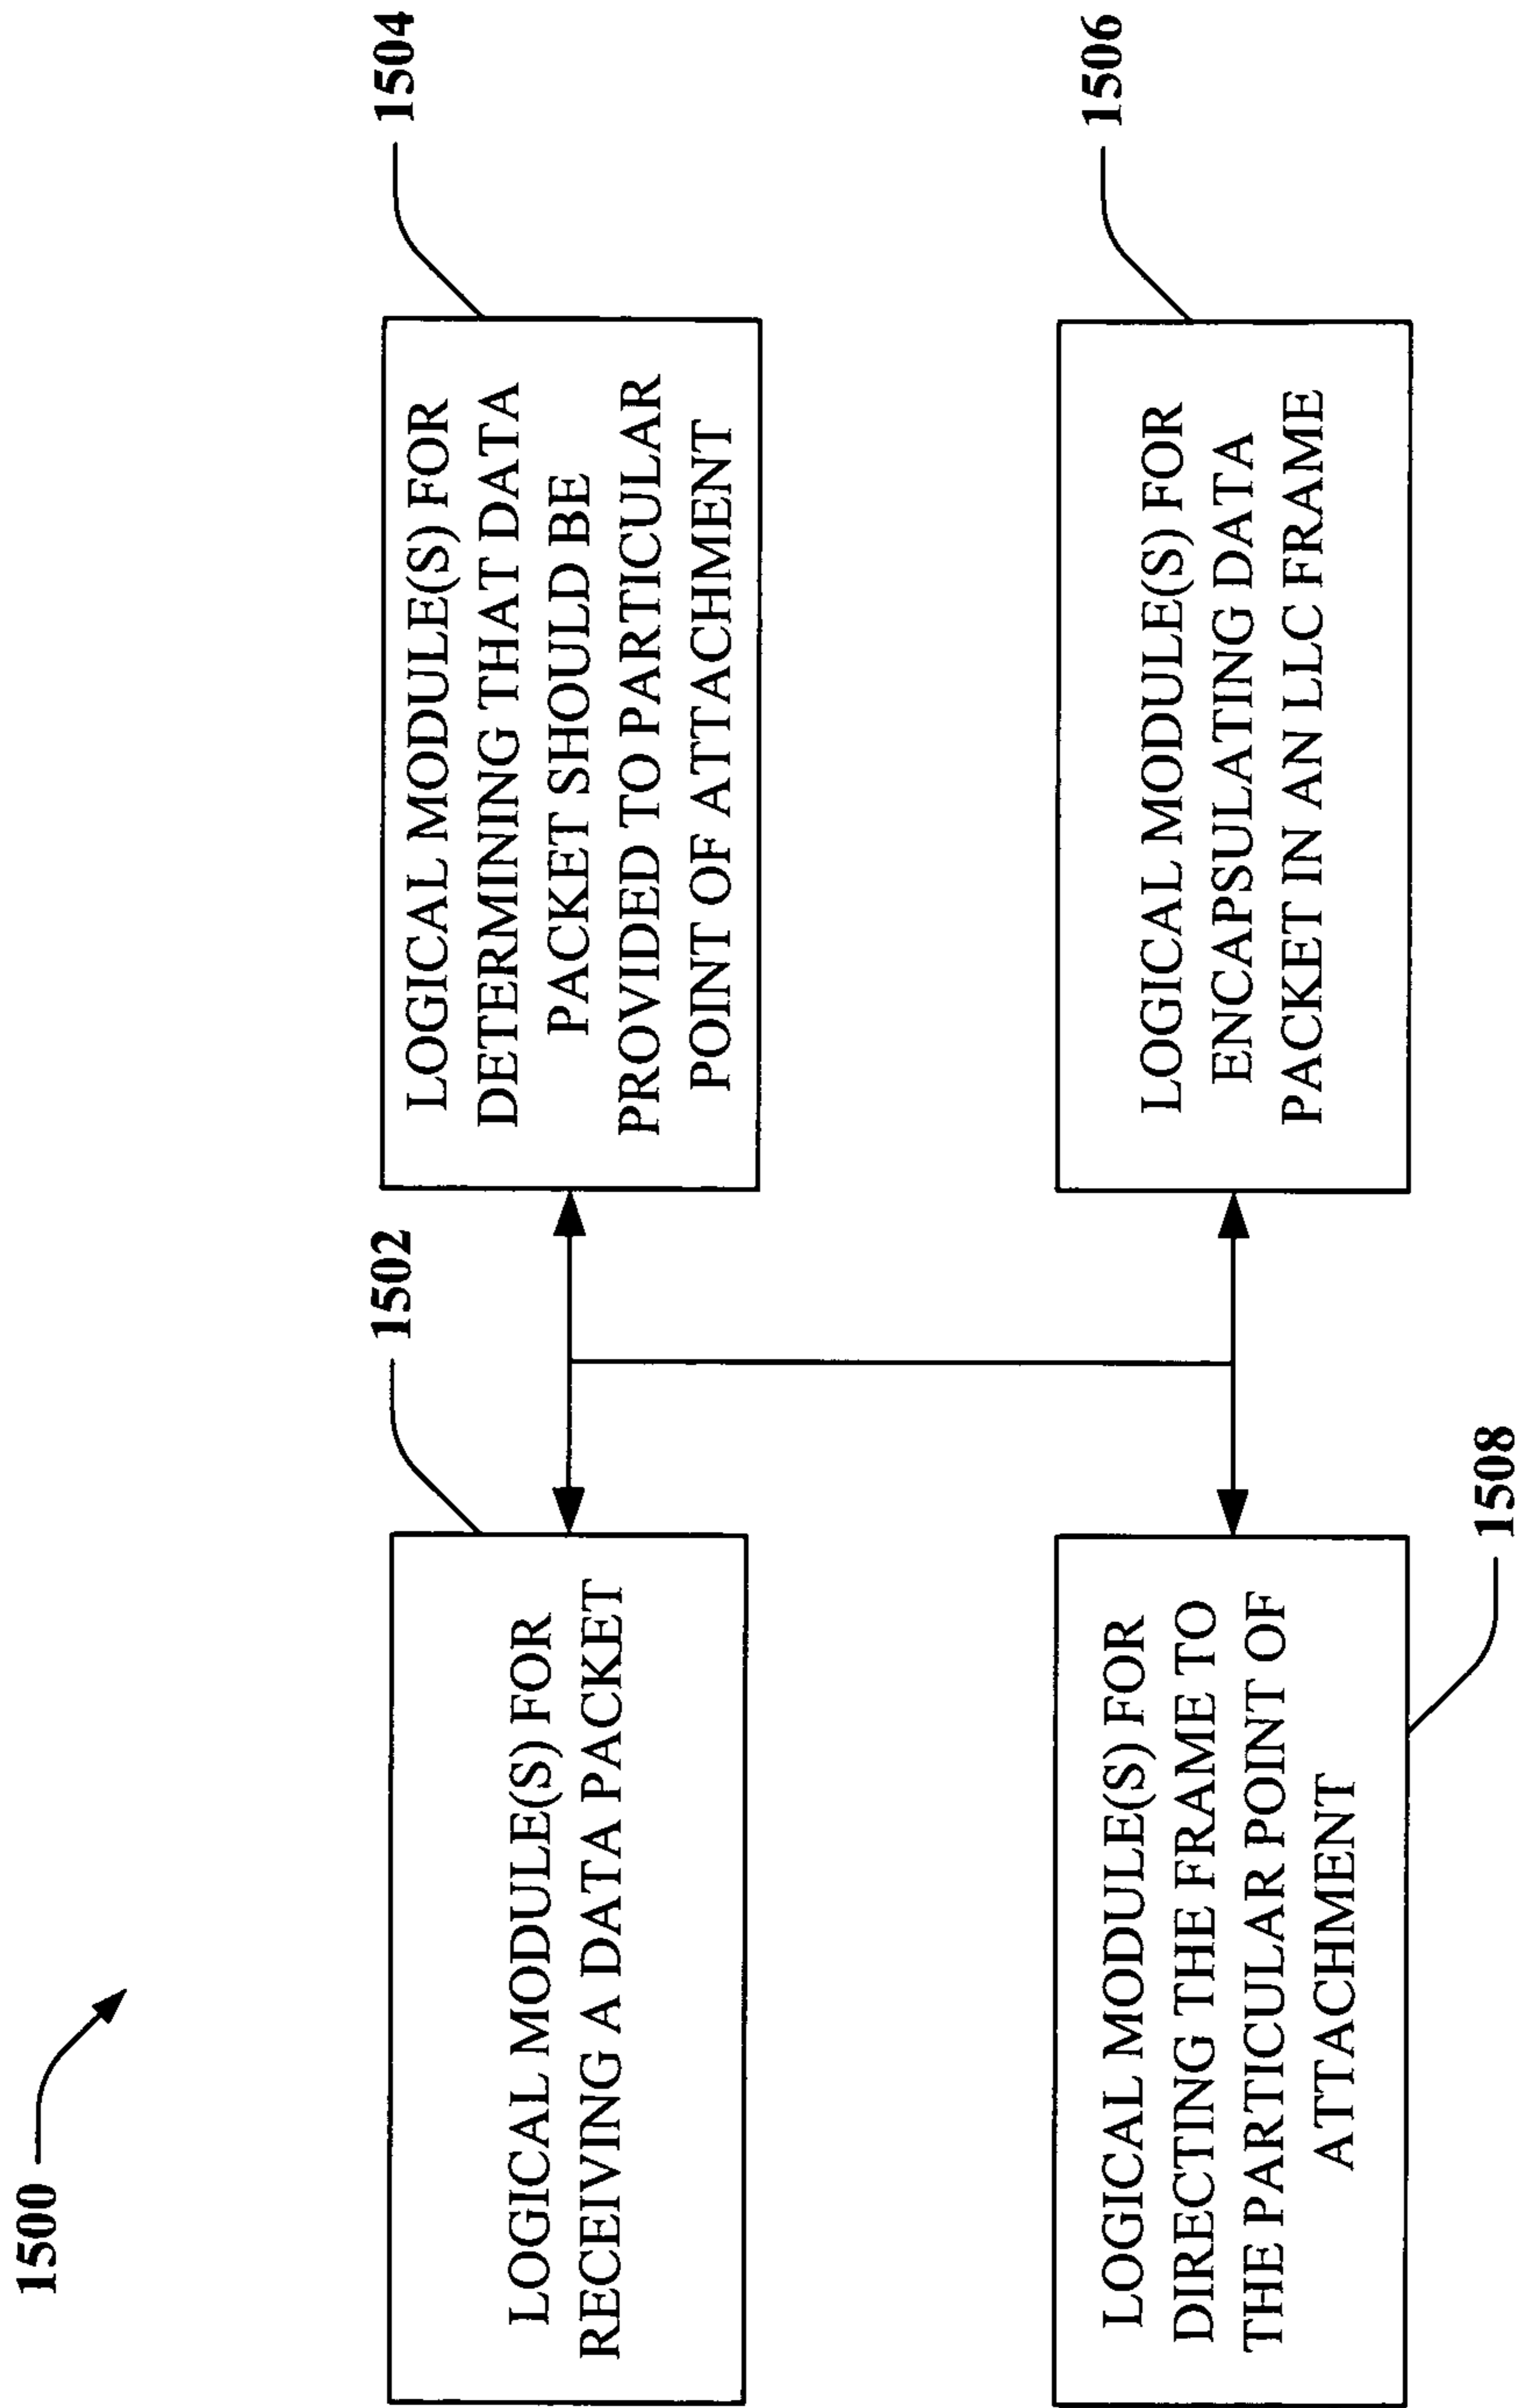 1500
1502
LOGICAL MODULE(S) FOR
RECEIVING A DATA PACKET
1504
LOGICAL MODULE(S) FOR
DETERMINING THAT DATA
PACKET SHOULD BE
PROVIDED TO PARTICULAR
POINT OF ATTACHMENT
LOGICAL MODULE(S) FOR
DIRECTING THE FRAME TO
THE PARTICULAR POINT OF
ATTACHMENT
1508
1506
LOGICAL MODULE(S) FOR
ENCAPSULATING DATA
PACKET IN AN LLC FRAME